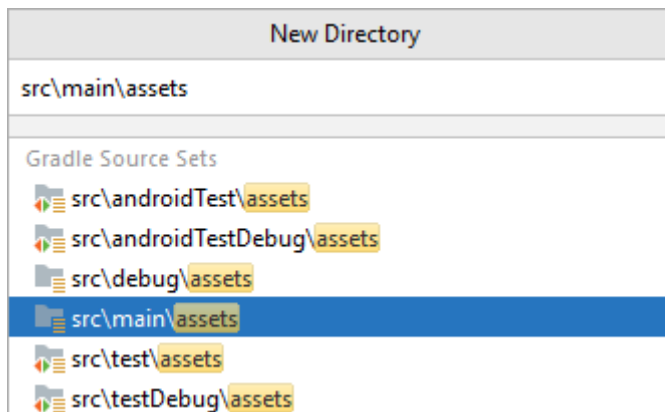 New Directory
src\main\assets
Gradle Source Sets
src\androidTest\assets
src\androidTestDebug\assets
src\debug\assets
src\main\assets
src\test\assets
src\testDebug\assets